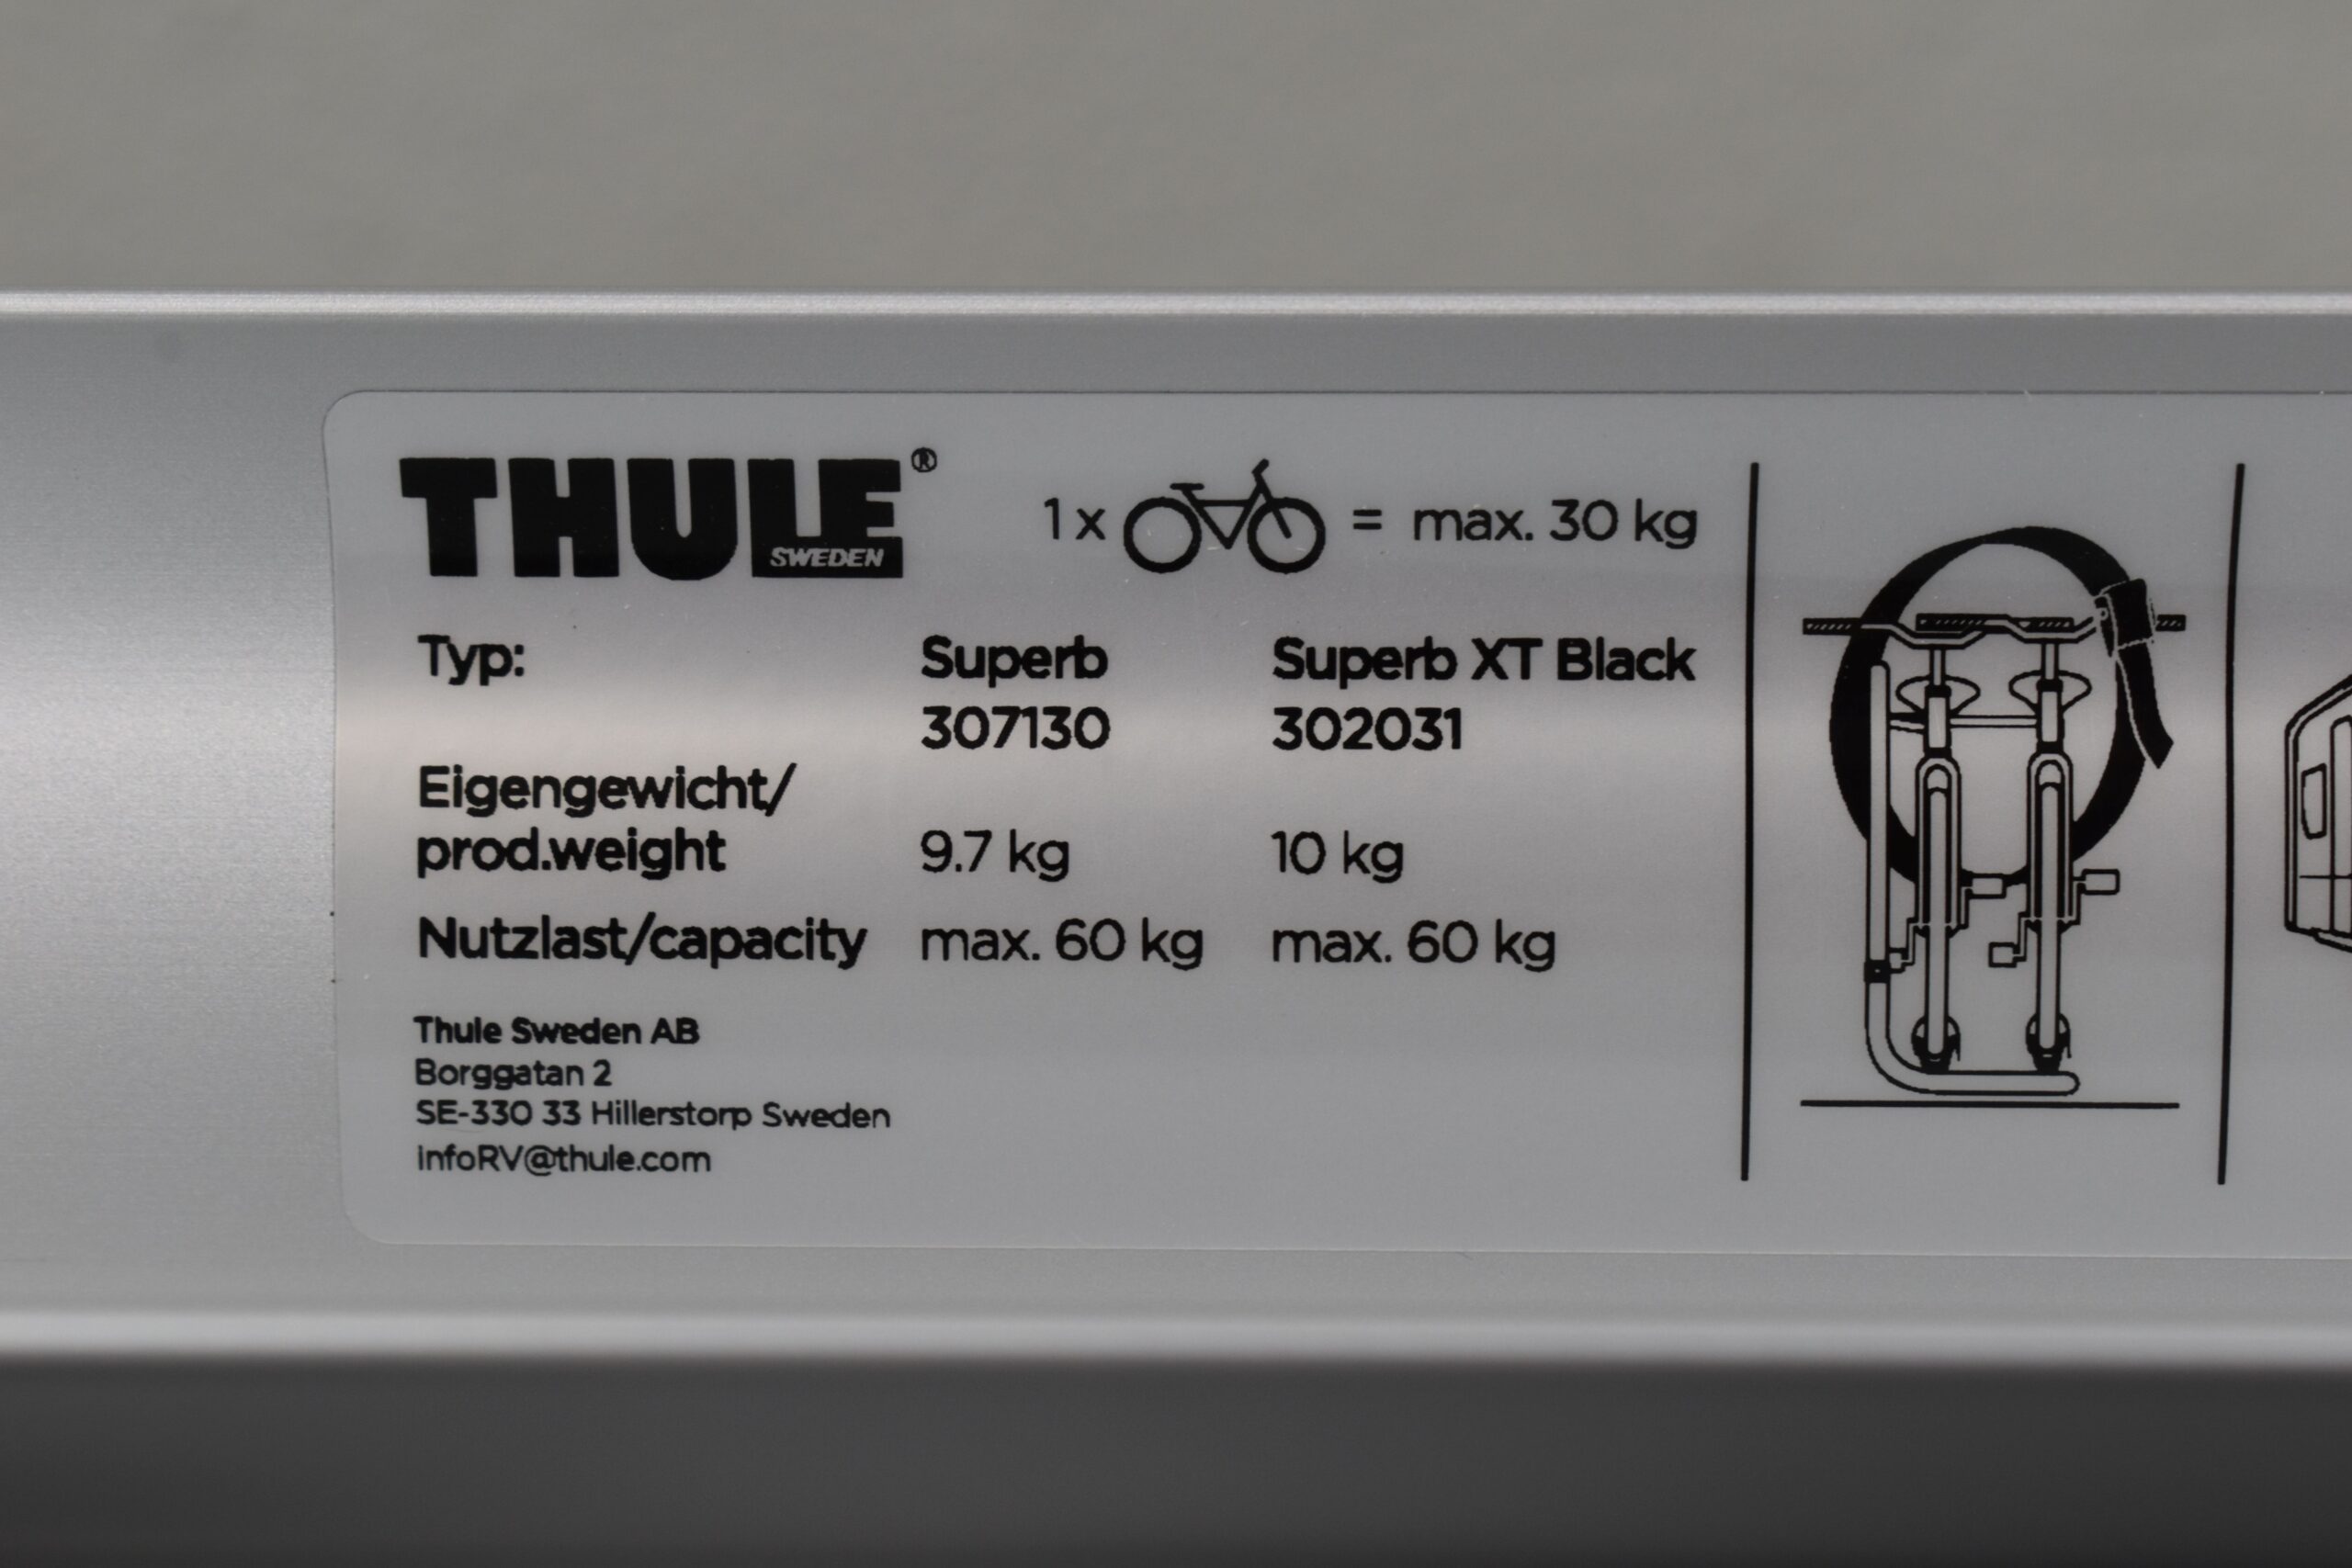 THULE®
SWEDEN
1 x = max. 30 kg
Typ: Superb Superb XT Black
307130 302031
Eigengewicht/
prod.weight 9.7 kg 10 kg
Nutzlast/capacity max. 60 kg max. 60 kg
Thule Sweden AB
Borggatan 2
SE-330 33 Hillerstorp Sweden
infoRV@thule.com